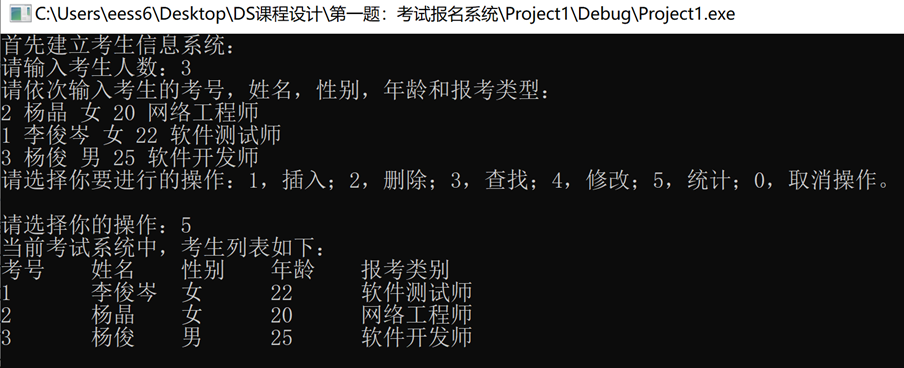 C:\Users\eess6\Desktop\DS课程设计\第一题：考试报名系统\Project1\Debug\Project1.exe
首先建立考生信息系统：
请输入考生人数：3
请依次输入考生的考号，姓名，性别，年龄和报考类型：
2 杨晶 女 20 网络工程师
1 李俊岑 女 22 软件测试师
3 杨俊 男 25 软件开发师
请选择你要进行的操作：1，插入；2，删除；3，查找；4，修改；5，统计；0，取消操作。
请选择你的操作：5
当前考试系统中，考生列表如下：
考号 姓名 性别 年龄 报考类别
1 李俊岑 女 22 软件测试师
2 杨晶 女 20 网络工程师
3 杨俊 男 25 软件开发师